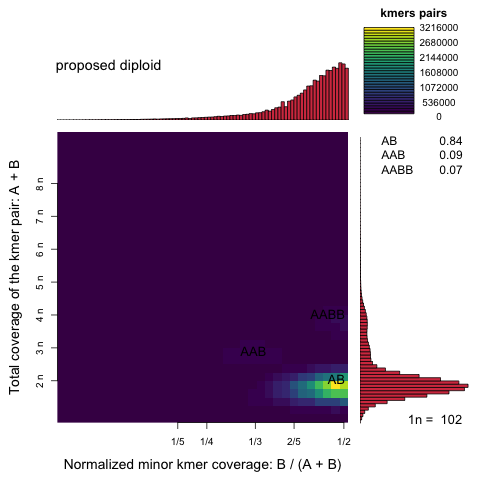 kmers pairs
3216000
2680000
2144000
1608000
1072000
536000
0
proposed diploid
AB 0.84
AAB 0.09
AABB 0.07
Total coverage of the kmer pair: A + B
8 n
7 n
6 n
5 n
4 n
3 n
2 n
AABB
AAB
AB
1n = 102
1/5 1/4 1/3 2/5 1/2
Normalized minor kmer coverage: B / (A + B)